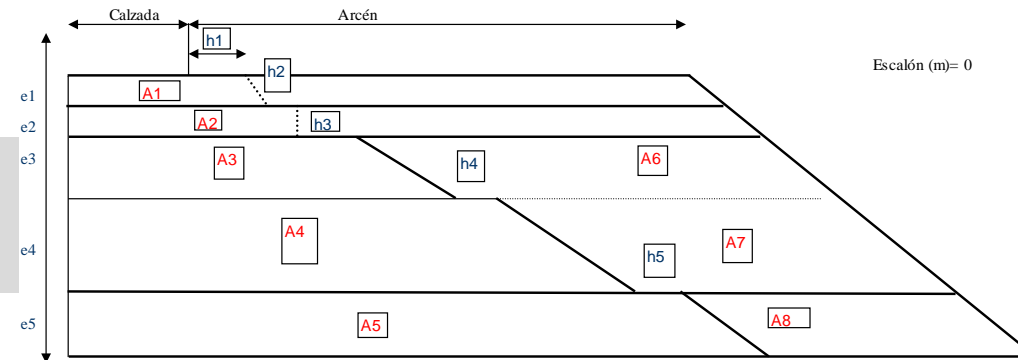 Calzada
Arcén
h1
Escalón (m)= 0
h2
e1
A1
e2
A2
h3
e3
A3
h4
A6
e4
A4
A7
h5
e5
A5
A8